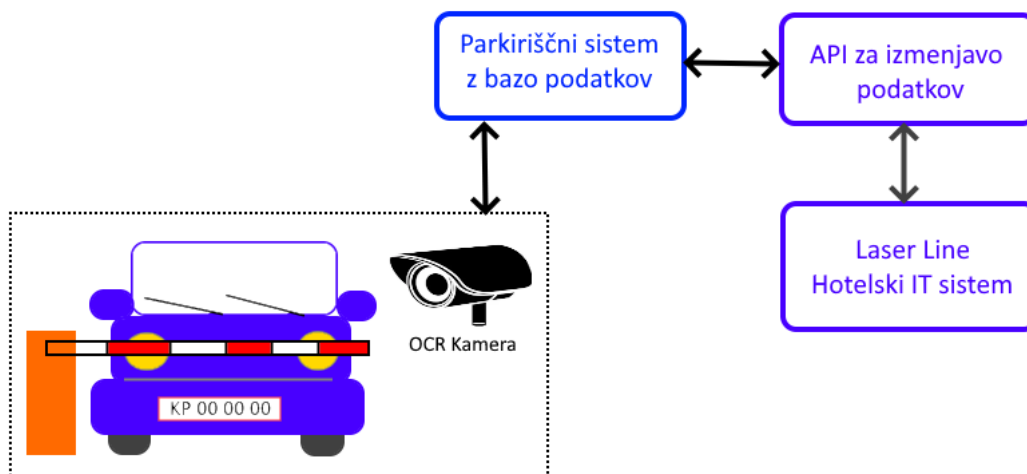 Parkiriščni sistem
z bazo podatkov
API za izmenjavo
podatkov
Laser Line
Hotelski IT sistem
OCR Kamera
KP 00 00 00